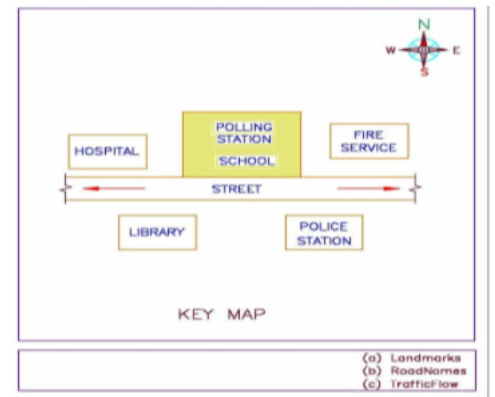 N
W E
S
POLLING
STATION
SCHOOL
HOSPITAL
FIRE
SERVICE
STREET
LIBRARY
POLICE
STATION
KEY MAP
(a) Landmarks
(b) RoadNames
(c) TrafficFlow